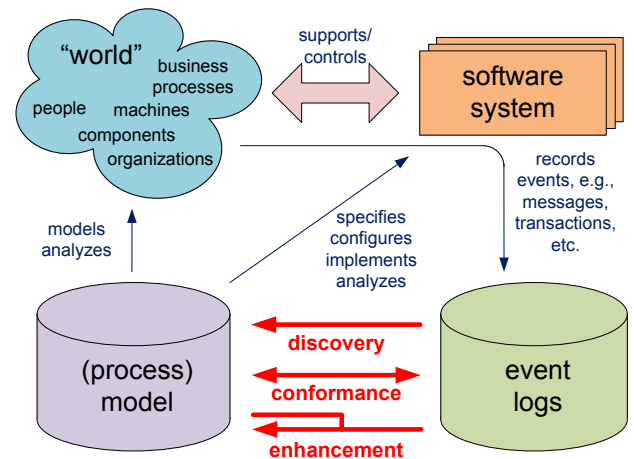 “world”
business
processes
people
machines
components
organizations
supports/
controls
software
system
records
events, e.g.,
messages,
transactions,
etc.
models
analyzes
specifies
configures
implements
analyzes
(process)
model
discovery
conformance
enhancement
event
logs